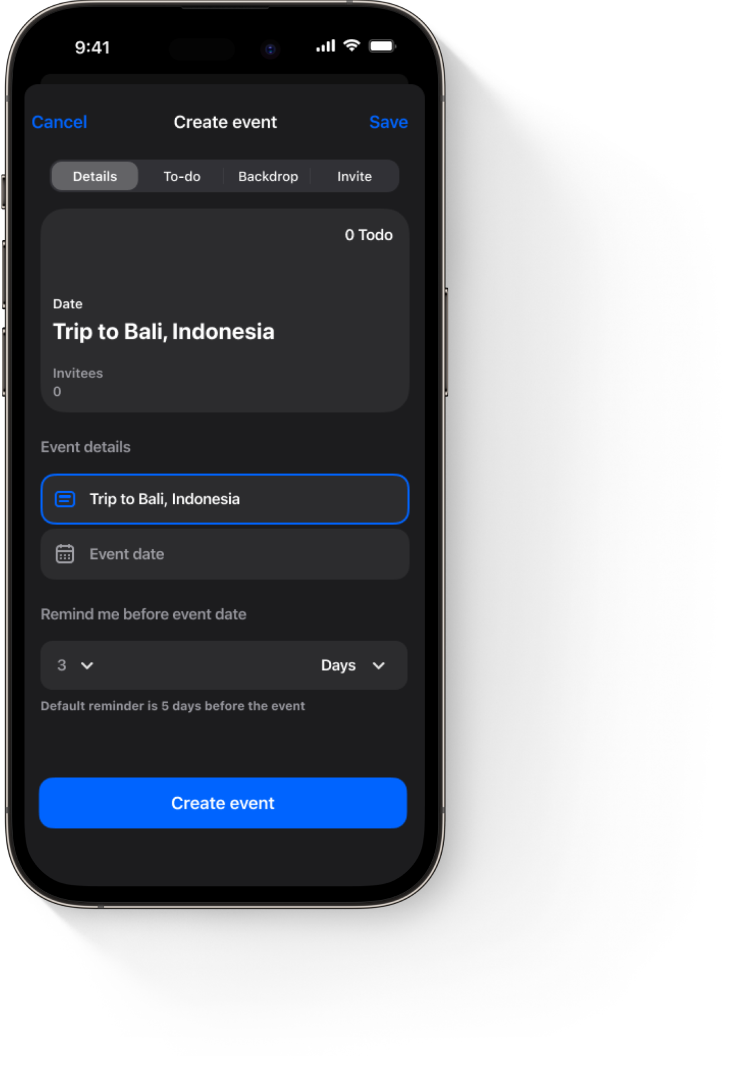 9:41
Cancel Create event Save
Details To-do Backdrop Invite
0 Todo
Date
Trip to Bali, Indonesia
Invitees
0
Event details
Trip to Bali, Indonesia
Event date
Remind me before event date
3 Days
Default reminder is 5 days before the event
Create event